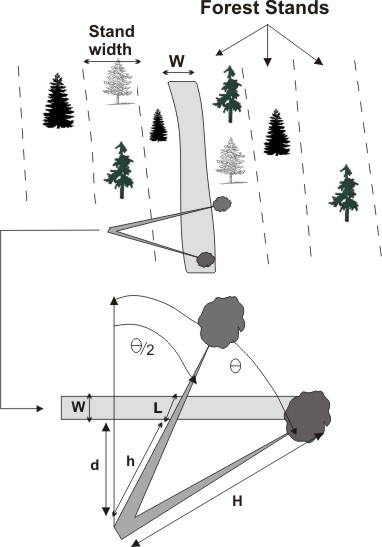 Forest Stands
Stand
width
W
Θ/2
Θ
W
L
d
h
H